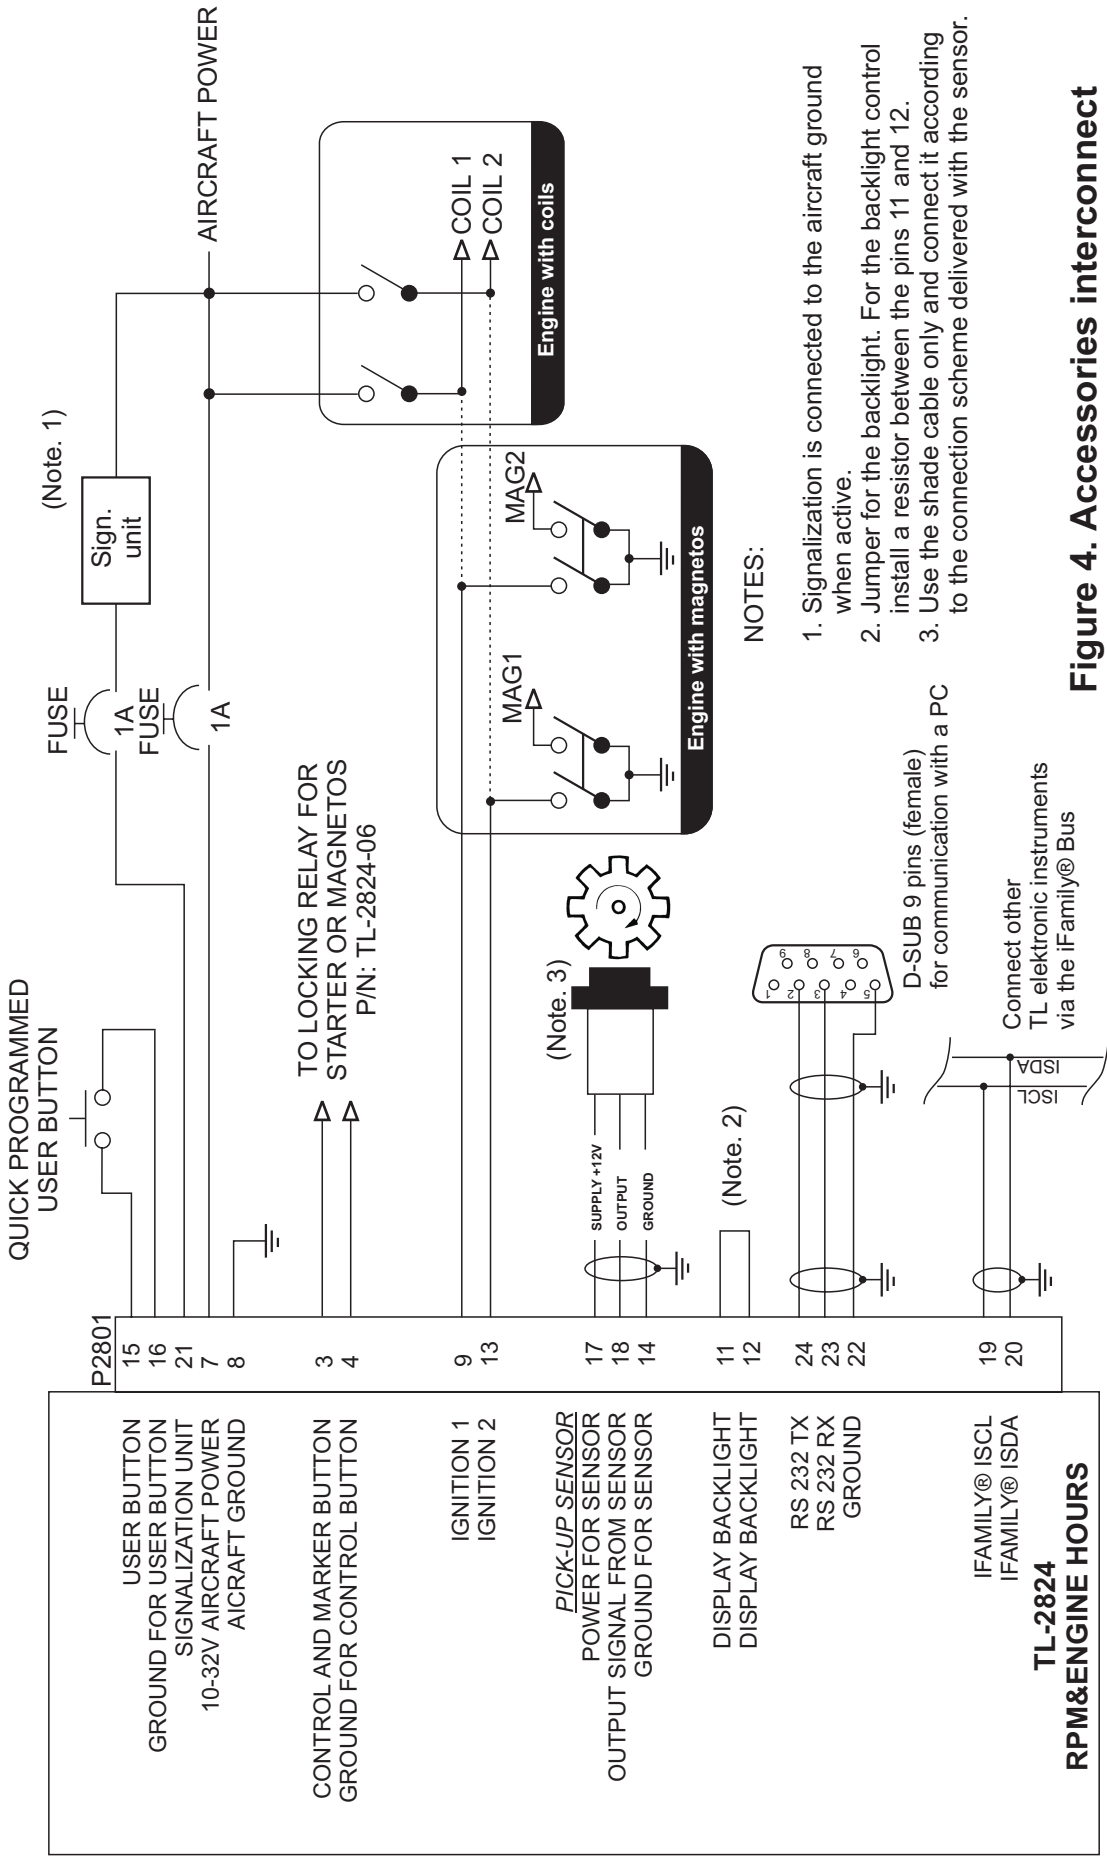 QUICK PROGRAMMED
USER BUTTON
FUSE
1A
FUSE
1A
Sign.
unit
(Note. 1)
AIRCRAFT POWER
P2801
USER BUTTON 15
GROUND FOR USER BUTTON 16
SIGNALIZATION UNIT 21
10-32V AIRCRAFT POWER 7
AICRAFT GROUND 8
CONTROL AND MARKER BUTTON 3
GROUND FOR CONTROL BUTTON 4
TO LOCKING RELAY FOR
STARTER OR MAGNETOS
P/N: TL-2824-06
IGNITION 1 9
IGNITION 2 13
COIL 1
COIL 2
Engine with coils
MAG1
MAG2
Engine with magnetos
PICK-UP SENSOR
POWER FOR SENSOR 17
OUTPUT SIGNAL FROM SENSOR 18
GROUND FOR SENSOR 14
SUPPLY +12V
OUTPUT
GROUND
(Note. 3)
DISPLAY BACKLIGHT 11
DISPLAY BACKLIGHT 12
(Note. 2)
RS 232 TX 24
RS 232 RX 23
GROUND 22
1
2
3
4
5
6
7
8
9
D-SUB 9 pins (female)
for communication with a PC
IFAMILY® ISCL 19
IFAMILY® ISDA 20
ISCL
ISDA
Connect other
TL elektronic instruments
via the iFamily® Bus
TL-2824
RPM&ENGINE HOURS
NOTES:
1. Signalization is connected to the aircraft ground
when active.
2. Jumper for the backlight. For the backlight control
install a resistor between the pins 11 and 12.
3. Use the shade cable only and connect it according
to the connection scheme delivered with the sensor.
Figure 4. Accessories interconnect